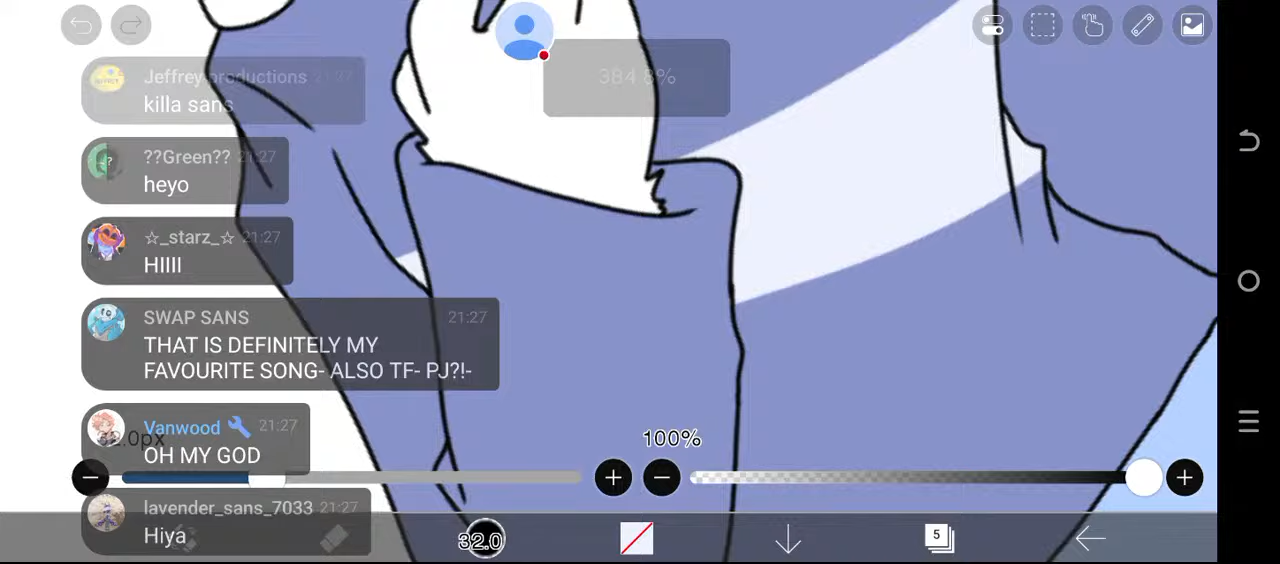 Jeffrey productions 21:27
killa sans
384.8%
??Green?? 21:27
heyo
☆_starz_☆ 21:27
HIIII
SWAP SANS 21:27
THAT IS DEFINITELY MY
FAVOURITE SONG- ALSO TF- PJ?!-
Vanwood 21:27
OH MY GOD
100%
lavender_sans_7033 21:27
Hiya
32.0
5